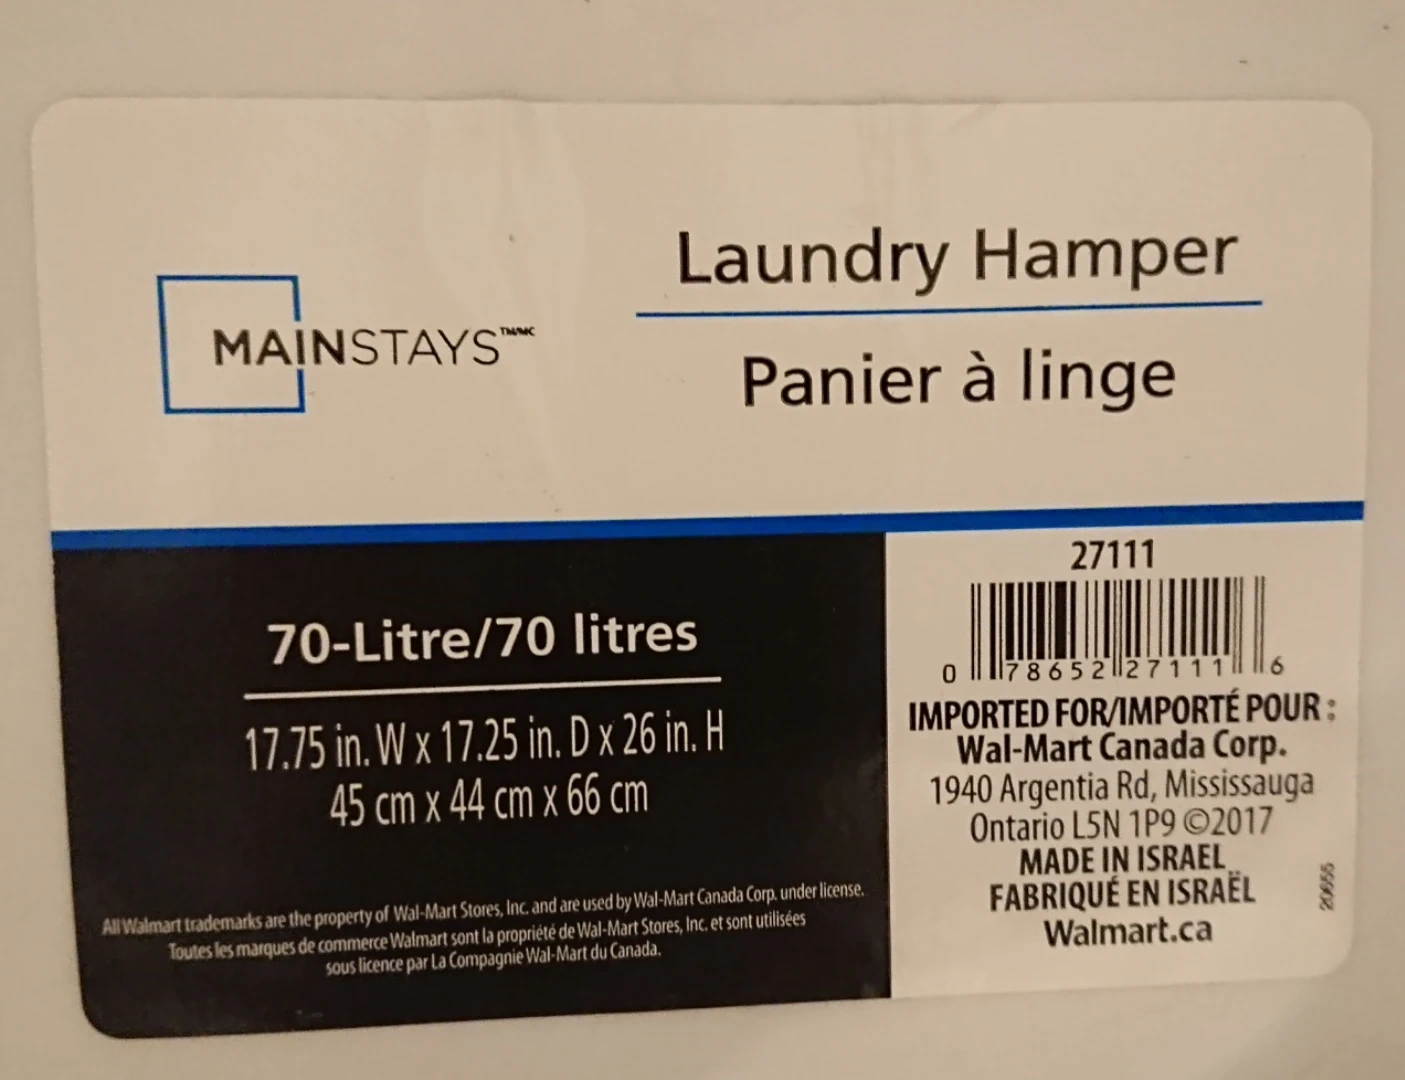 MAINSTAYS™/MC
Laundry Hamper
Panier à linge
70-Litre/70 litres
17.75 in. W x 17.25 in. D x 26 in. H
45 cm x 44 cm x 66 cm
All Walmart trademarks are the property of Wal-Mart Stores, Inc. and are used by Wal-Mart Canada Corp. under license.
Toutes les marques de commerce Walmart sont la propriété de Wal-Mart Stores, Inc. et sont utilisées
sous licence par La Compagnie Wal-Mart du Canada.
27111
0 78652 27111 6
IMPORTED FOR/IMPORTÉ POUR :
Wal-Mart Canada Corp.
1940 Argentia Rd, Mississauga
Ontario L5N 1P9 ©2017
MADE IN ISRAEL
FABRIQUÉ EN ISRAËL
Walmart.ca
20655